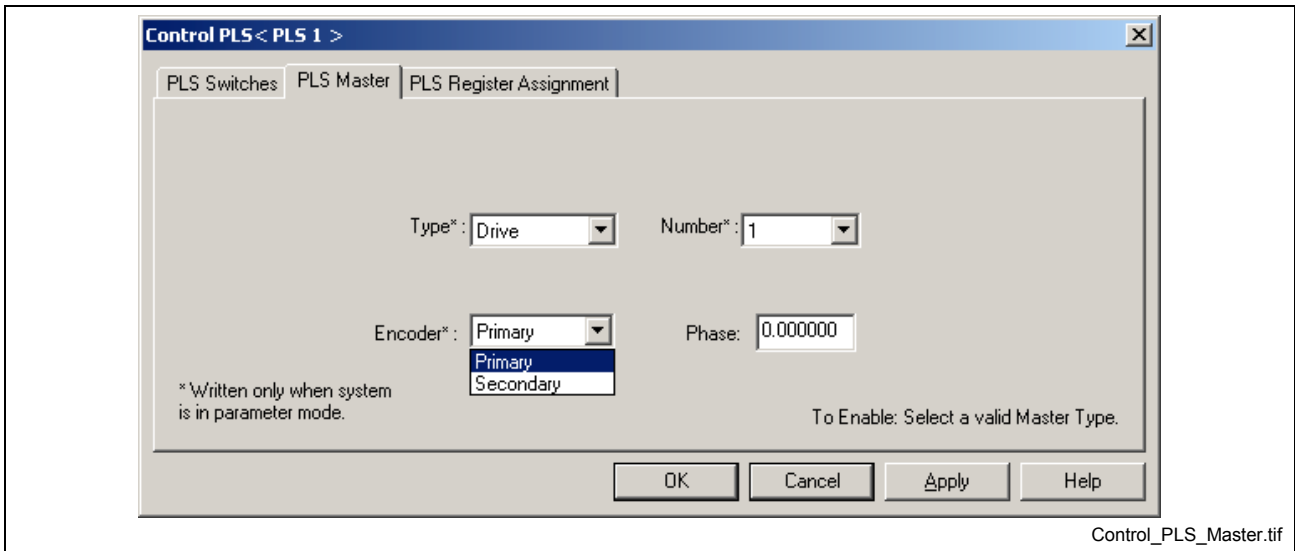 Control PLS< PLS 1 >
PLS Switches PLS Master PLS Register Assignment
Type* : Drive Number* : 1
Encoder* : Primary Phase: 0.000000
Primary
Secondary
* Written only when system
is in parameter mode.
To Enable: Select a valid Master Type.
OK Cancel Apply Help
Control_PLS_Master.tif